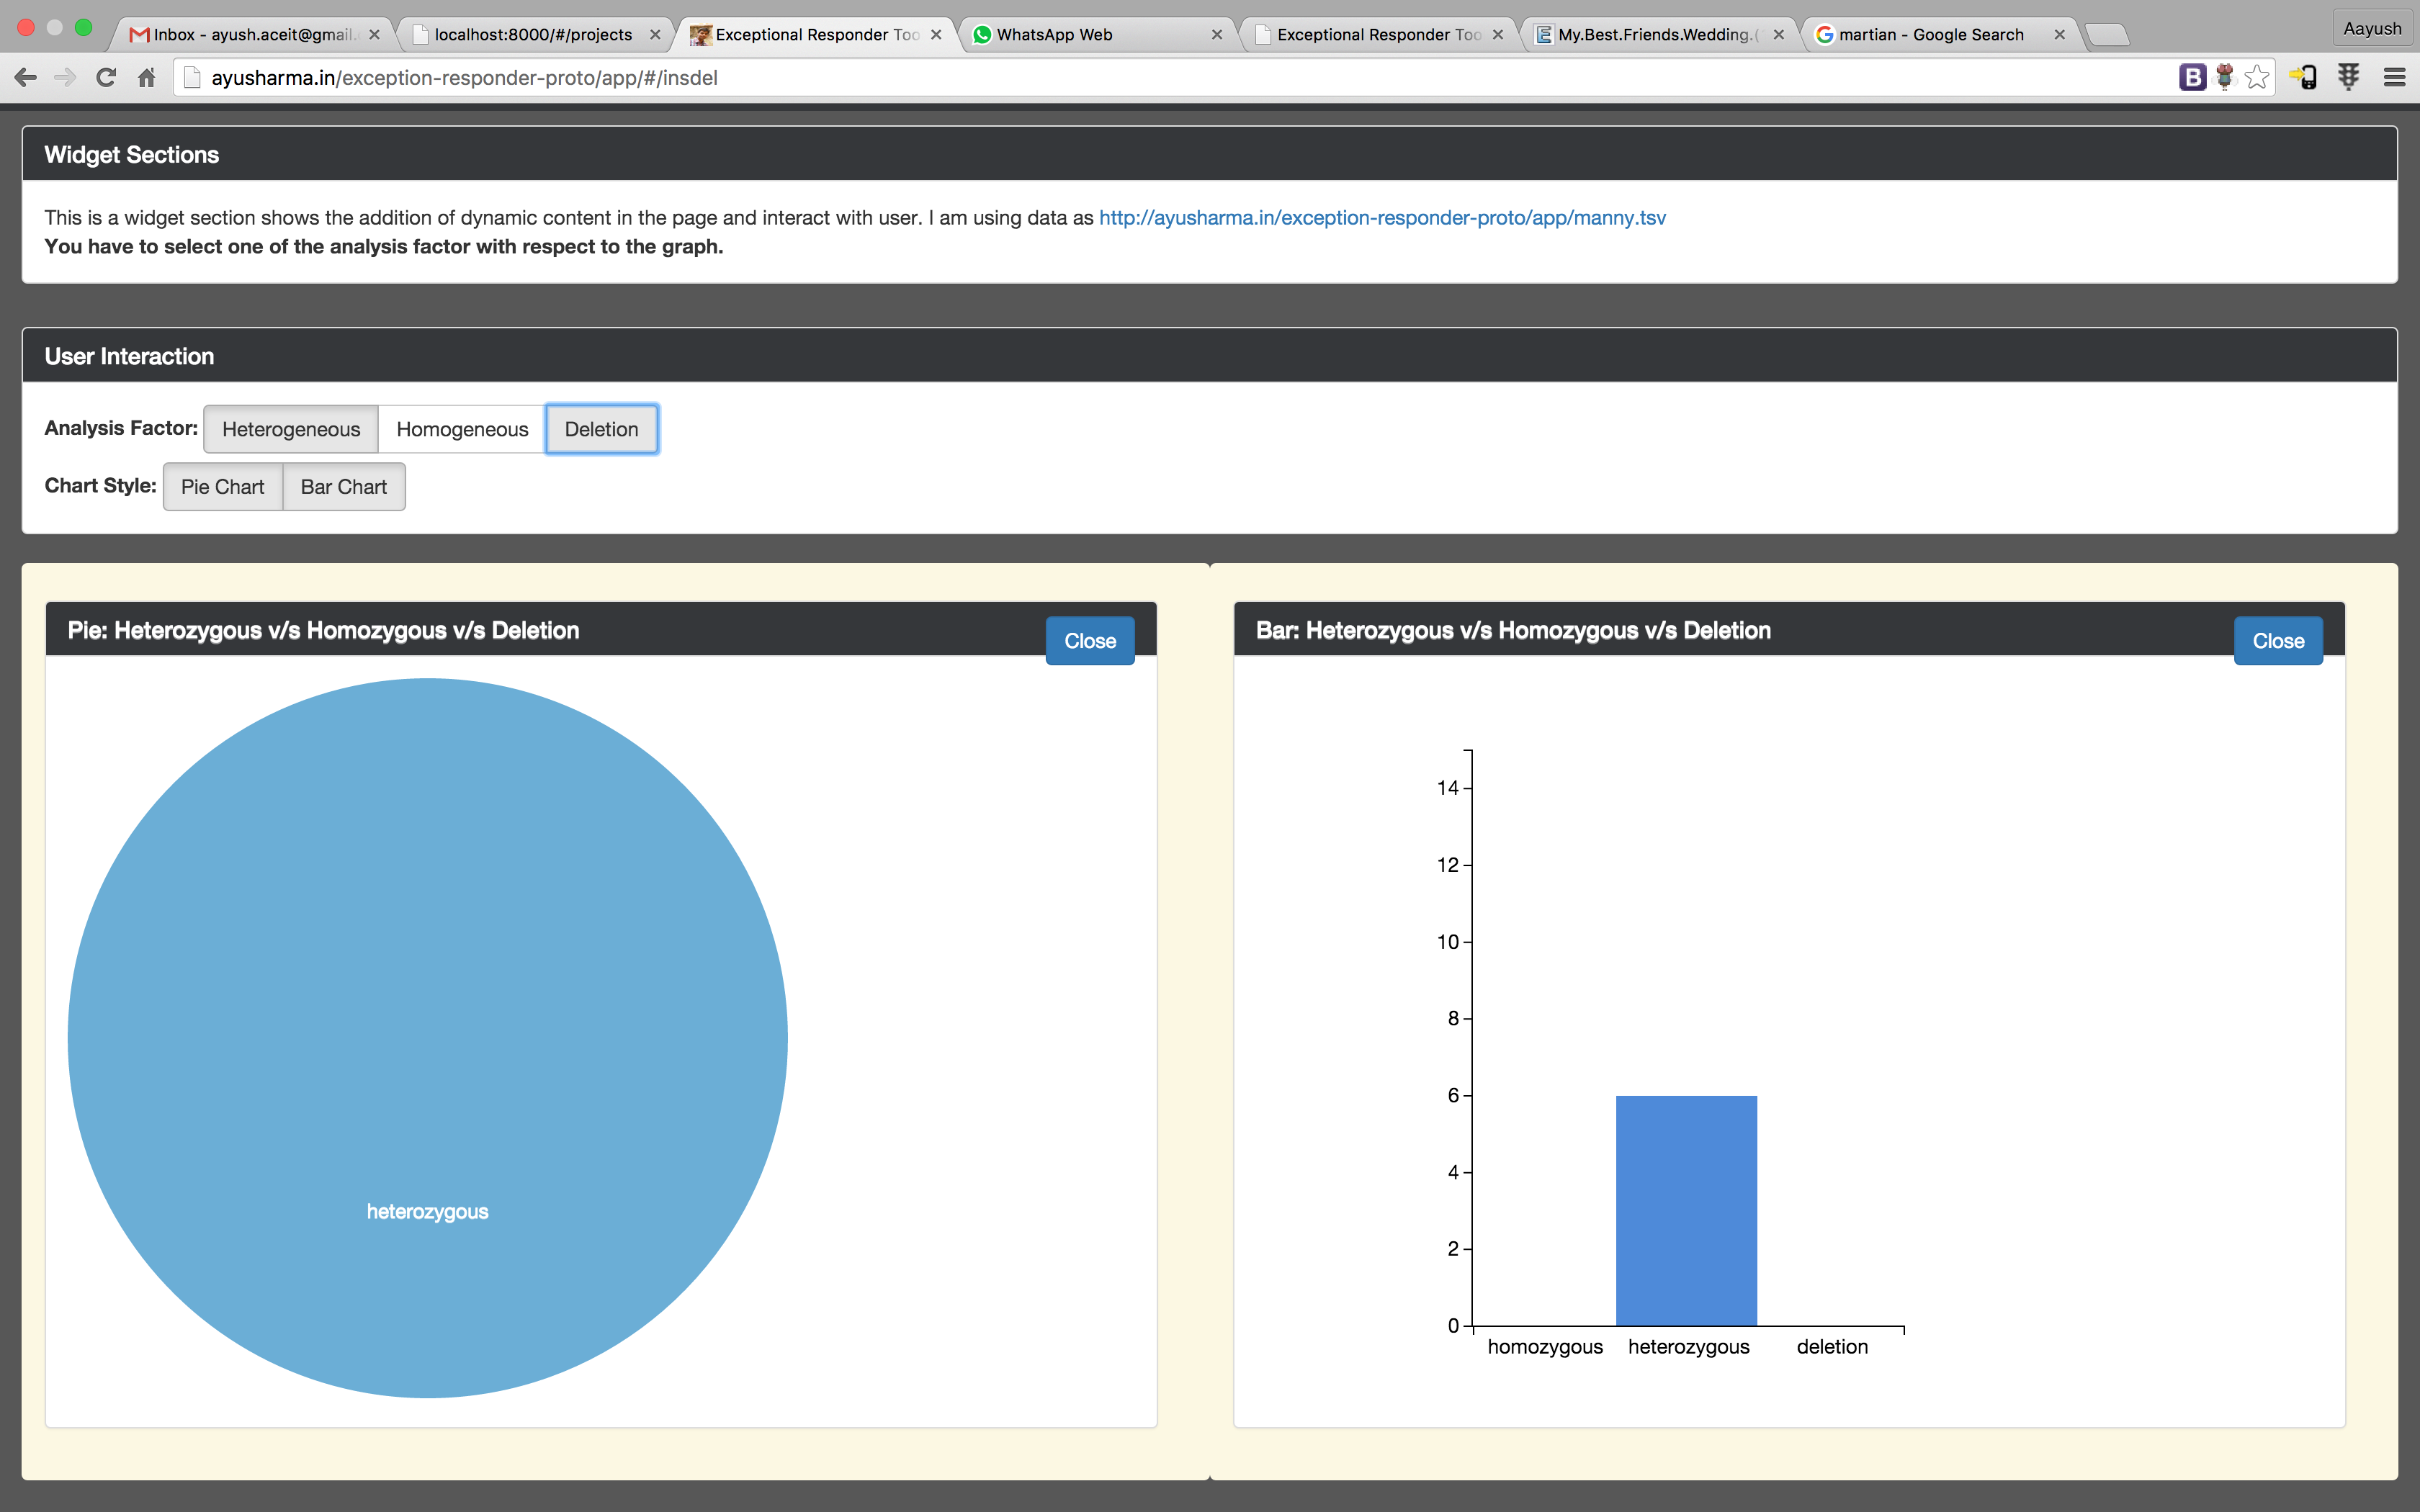 Inbox - ayush.aceit@gmail.
localhost:8000/#/projects
Exceptional Responder Too
WhatsApp Web
Exceptional Responder Too
E My.Best.Friends.Wedding.(
martian - Google Search
Aayush
ayusharma.in/exception-responder-proto/app/#/insdel
B
Widget Sections
This is a widget section shows the addition of dynamic content in the page and interact with user. I am using data as http://ayusharma.in/exception-responder-proto/app/manny.tsv
You have to select one of the analysis factor with respect to the graph.
User Interaction
Analysis Factor: Heterogeneous Homogeneous Deletion
Chart Style: Pie Chart Bar Chart
Pie: Heterozygous v/s Homozygous v/s Deletion
Close
heterozygous
Bar: Heterozygous v/s Homozygous v/s Deletion
Close
14
12
10
8
6
4
2
0
homozygous heterozygous deletion